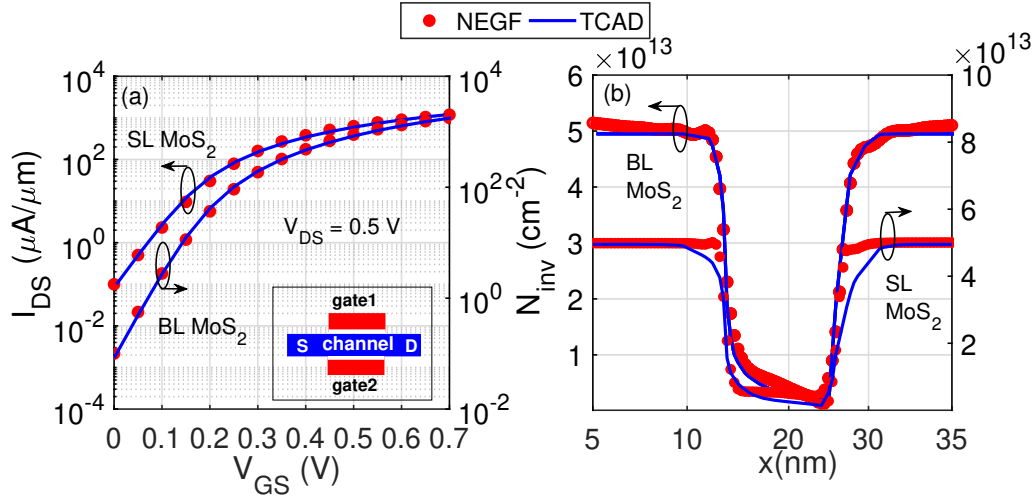 NEGF TCAD
(a)
I_DS (μA/μm)
10^4
10^2
10^0
10^-2
10^-4
SL MoS_2
BL MoS_2
V_DS = 0.5 V
gate1
S channel D
gate2
10^4
10^2
10^0
10^-2
0 0.1 0.2 0.3 0.4 0.5 0.6 0.7
V_GS (V)
×10^13
(b)
N_inv (cm^-2)
6
5
4
3
2
1
BL
MoS_2
SL
MoS_2
×10^13
10
8
6
4
2
5 10 20 30 35
x(nm)